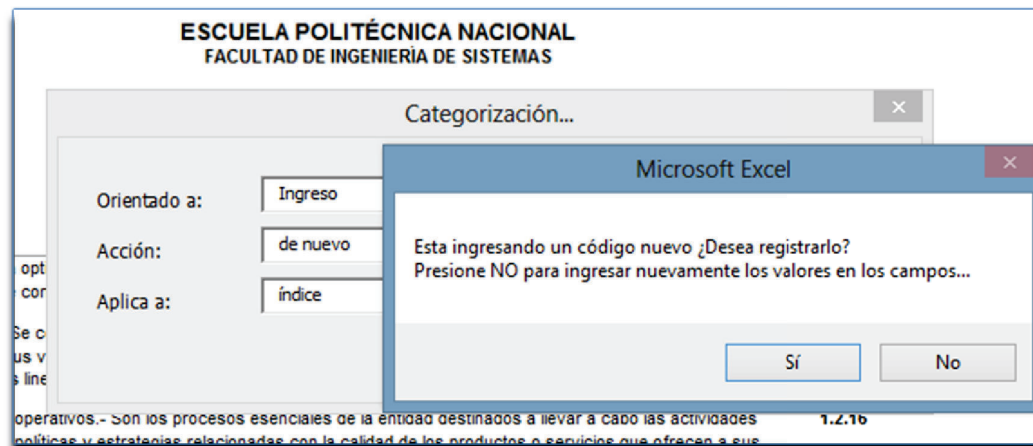 ESCUELA POLITÉCNICA NACIONAL
FACULTAD DE INGENIERÌA DE SISTEMAS
Categorización...
Microsoft Excel
Orientado a: Ingreso
Acción: de nuevo
Aplica a: índice
Esta ingresando un código nuevo ¿Desea registrarlo?
Presione NO para ingresar nuevamente los valores en los campos...
Sí No
opt
cor
Se c
us v
s line
operativos.- Son los procesos esenciales de la entidad destinados a llevar a cabo las actividades 1.2.16
políticas y estrategias relacionadas con la calidad de los productos o servicios que ofrecen a sus